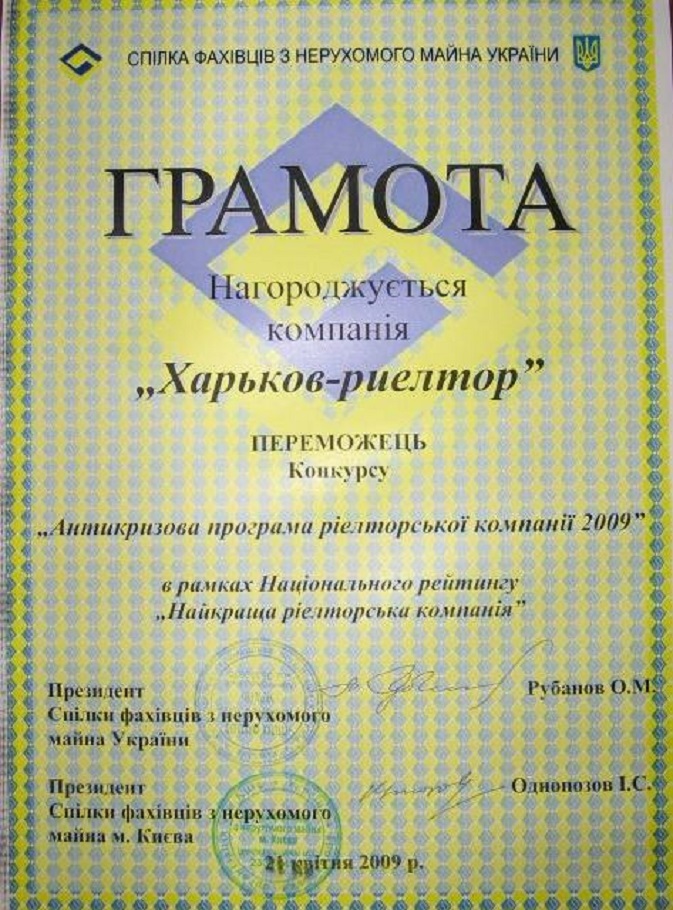 СПІЛКА ФАХІВЦІВ З НЕРУХОМОГО МАЙНА УКРАЇНИ
ГРАМОТА
Нагороджується
компанія
„Харьков-риелтор”
ПЕРЕМОЖЕЦЬ
Конкурсу
„Антикризова програма ріелторської компанії 2009”
в рамках Національного рейтингу
„Найкраща ріелторська компанія”
Президент
Спілки фахівців з нерухомого
майна України
Рубанов О.М.
Президент
Спілки фахівців з нерухомого
майна м. Києва
Однопозов І.С.
21 квітня 2009 р.